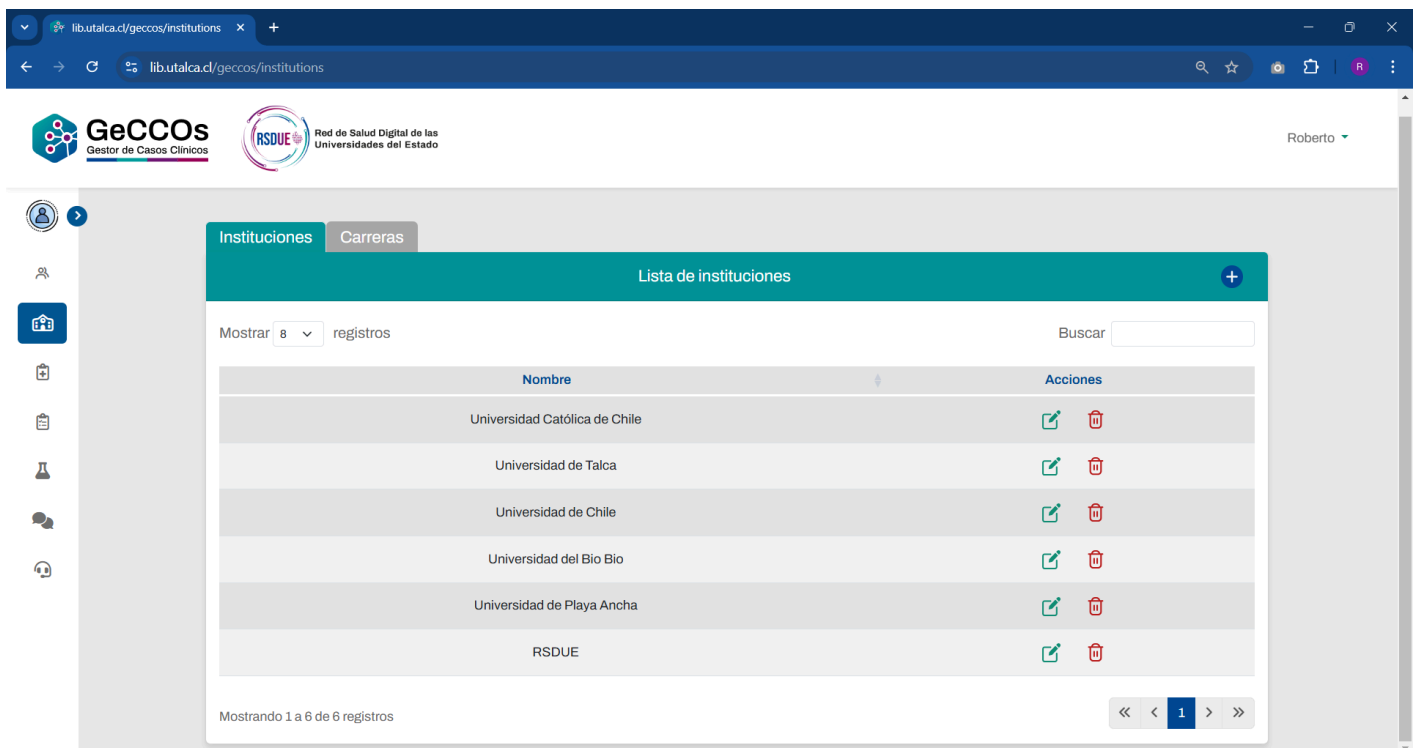 lib.utalca.cl/geccos/institutions
lib.utalca.cl/geccos/institutions
R
GeCCOs
Gestor de Casos Clínicos
RSDUE
Red de Salud Digital de las
Universidades del Estado
Roberto
Instituciones Carreras
Lista de instituciones
Mostrar 8 registros Buscar
Nombre Acciones
Universidad Católica de Chile
Universidad de Talca
Universidad de Chile
Universidad del Bio Bio
Universidad de Playa Ancha
RSDUE
Mostrando 1 a 6 de 6 registros « < 1 > »